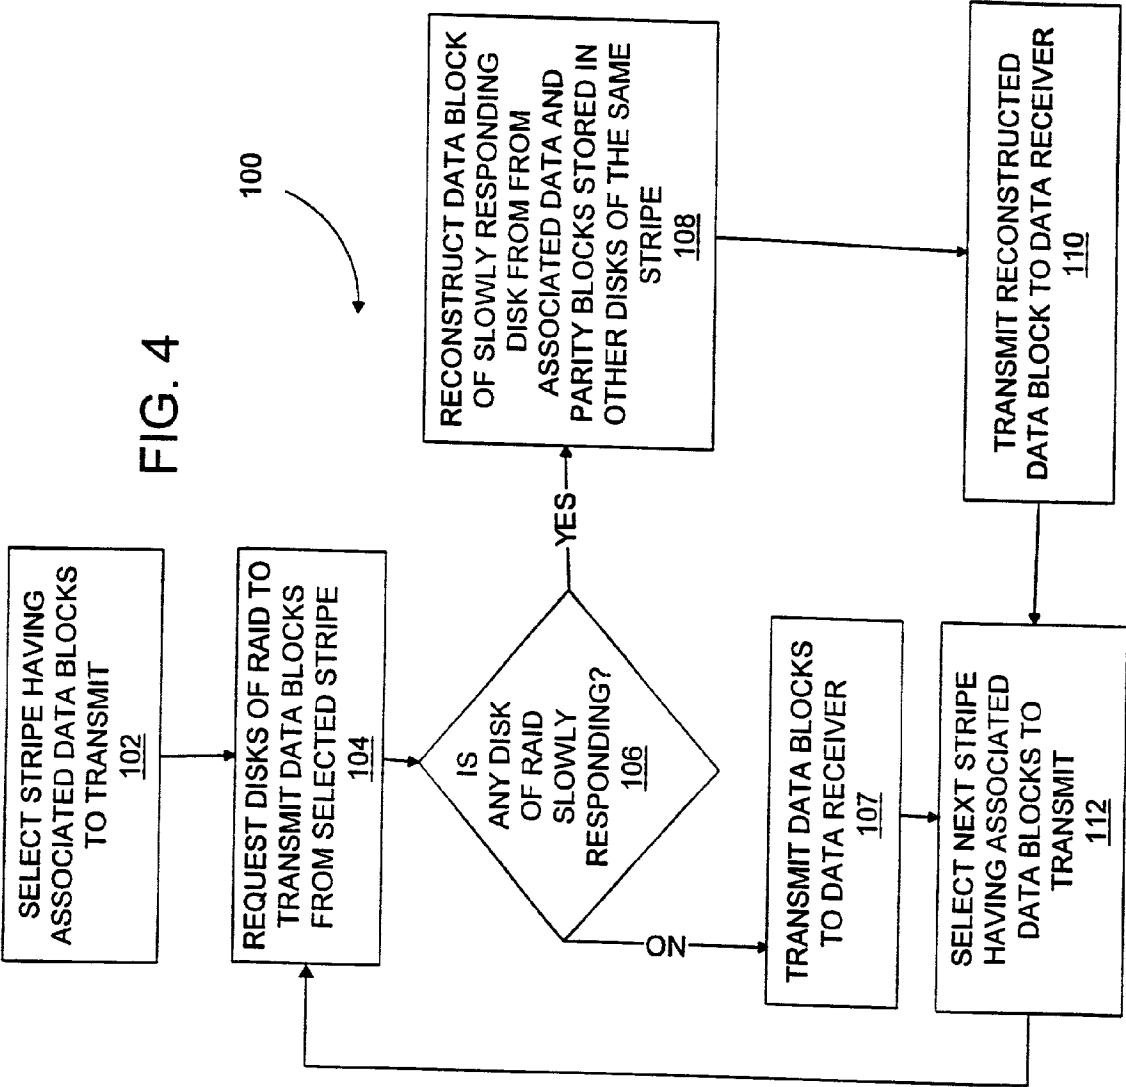 FIG. 4
100
SELECT STRIPE HAVING
ASSOCIATED DATA BLOCKS
TO TRANSMIT
102
REQUEST DISKS OF RAID TO
TRANSMIT DATA BLOCKS
FROM SELECTED STRIPE
104
IS
ANY DISK
OF RAID
SLOWLY
RESPONDING?
106
YES
NO
RECONSTRUCT DATA BLOCK
OF SLOWLY RESPONDING
DISK FROM FROM
ASSOCIATED DATA AND
PARITY BLOCKS STORED IN
OTHER DISKS OF THE SAME
STRIPE
108
TRANSMIT DATA BLOCKS
TO DATA RECEIVER
107
TRANSMIT RECONSTRUCTED
DATA BLOCK TO DATA RECEIVER
110
SELECT NEXT STRIPE
HAVING ASSOCIATED
DATA BLOCKS TO
TRANSMIT
112